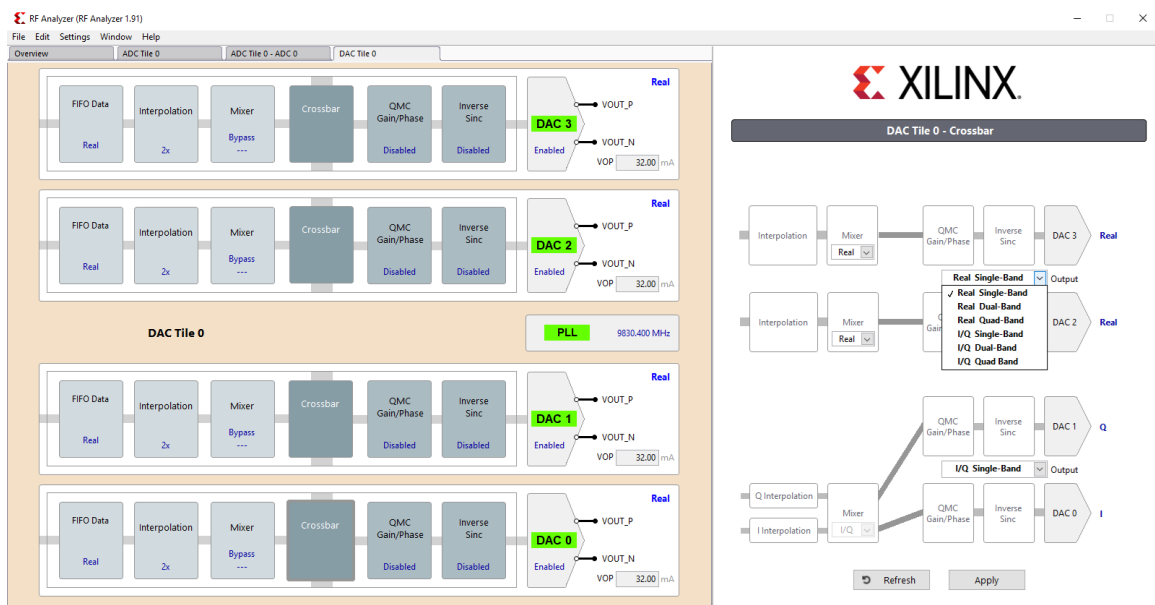 RF Analyzer (RF Analyzer 1.91)
File Edit Settings Window Help
Overview ADC Tile 0 ADC Tile 0 - ADC 0 DAC Tile 0
Real
FIFO Data Interpolation Mixer Crossbar QMC Gain/Phase Inverse Sinc DAC 3 VOUT_P
VOUT_N
Real 2x Bypass --- Disabled Disabled Enabled
VOP 32.00 mA
Real
FIFO Data Interpolation Mixer Crossbar QMC Gain/Phase Inverse Sinc DAC 2 VOUT_P
VOUT_N
Real 2x Bypass --- Disabled Disabled Enabled
VOP 32.00 mA
DAC Tile 0 PLL 9830.400 MHz
Real
FIFO Data Interpolation Mixer Crossbar QMC Gain/Phase Inverse Sinc DAC 1 VOUT_P
VOUT_N
Real 2x Bypass --- Disabled Disabled Enabled
VOP 32.00 mA
Real
FIFO Data Interpolation Mixer Crossbar QMC Gain/Phase Inverse Sinc DAC 0 VOUT_P
VOUT_N
Real 2x Bypass --- Disabled Disabled Enabled
VOP 32.00 mA
XILINX.
DAC Tile 0 - Crossbar
Interpolation Mixer Real QMC Gain/Phase Inverse Sinc DAC 3 Real
Real Single-Band Output
✓ Real Single-Band
Real Dual-Band
Real Quad-Band
I/Q Single-Band
I/Q Dual-Band
I/Q Quad Band
Interpolation Mixer Real DAC 2 Real
QMC Gain/Phase Inverse Sinc DAC 1 Q
I/Q Single-Band Output
Q Interpolation
I Interpolation
Mixer I/Q QMC Gain/Phase Inverse Sinc DAC 0 I
Refresh Apply